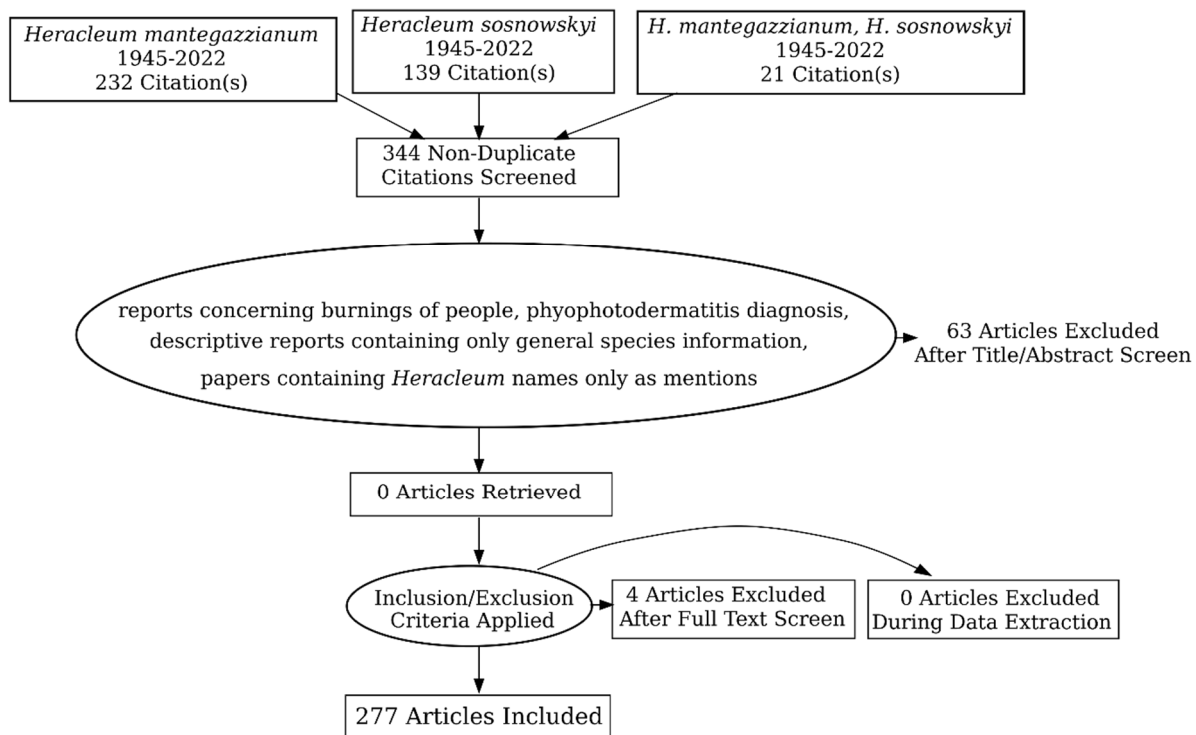 Heracleum mantegazzianum
1945-2022
232 Citation(s)
Heracleum sosnowskyi
1945-2022
139 Citation(s)
H. mantegazzianum, H. sosnowskyi
1945-2022
21 Citation(s)
344 Non-Duplicate
Citations Screened
reports concerning burnings of people, phyophotodermatitis diagnosis,
descriptive reports containing only general species information,
papers containing Heracleum names only as mentions
63 Articles Excluded
After Title/Abstract Screen
0 Articles Retrieved
Inclusion/Exclusion
Criteria Applied
4 Articles Excluded
After Full Text Screen
0 Articles Excluded
During Data Extraction
277 Articles Included